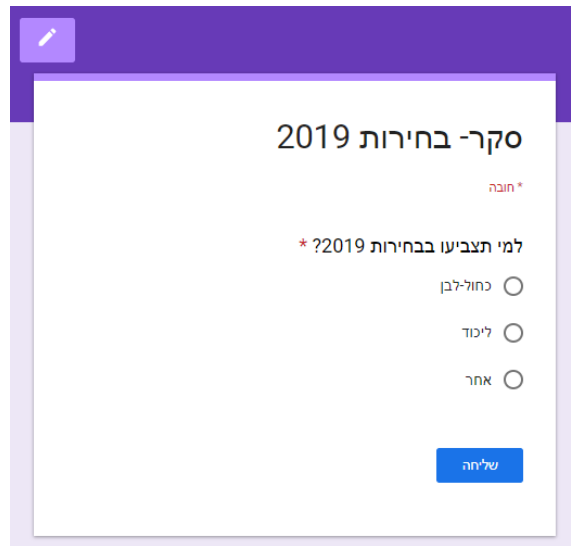 סקר- בחירות 2019
* חובה
למי תצביעו בבחירות 2019? *
כחול-לבן
ליכוד
אחר
שליחה